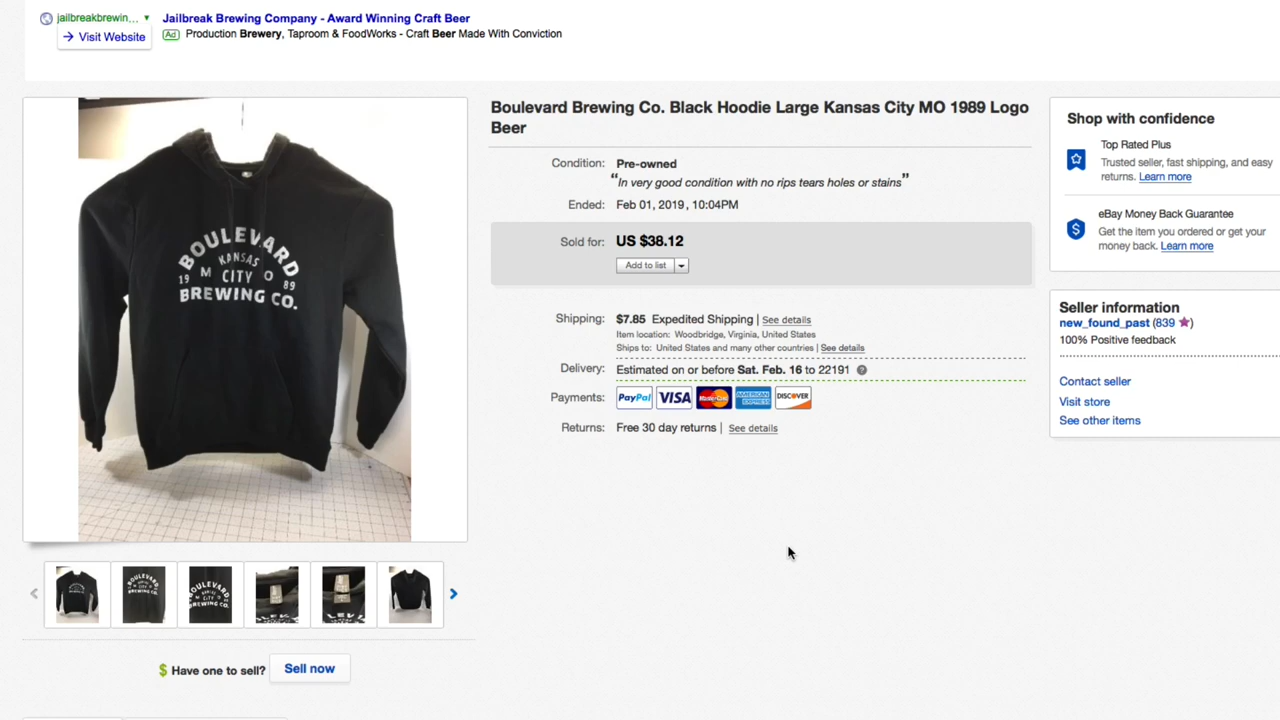 jailbreakbrewin... ▾
Jailbreak Brewing Company - Award Winning Craft Beer
→ Visit Website
Ad Production Brewery, Taproom & FoodWorks - Craft Beer Made With Conviction
BOULEVARD
KANSAS
19 M CITY O 89
BREWING CO.
Have one to sell? Sell now
Boulevard Brewing Co. Black Hoodie Large Kansas City MO 1989 Logo
Beer
Condition: Pre-owned
“In very good condition with no rips tears holes or stains”
Ended: Feb 01, 2019 , 10:04PM
Sold for: US $38.12
Add to list
Shipping: $7.85 Expedited Shipping | See details
Item location: Woodbridge, Virginia, United States
Ships to: United States and many other countries | See details
Delivery: Estimated on or before Sat. Feb. 16 to 22191
Payments: PayPal VISA MasterCard AMERICAN EXPRESS DISCOVER
Returns: Free 30 day returns | See details
Shop with confidence
Top Rated Plus
Trusted seller, fast shipping, and easy
returns. Learn more
eBay Money Back Guarantee
Get the item you ordered or get your
money back. Learn more
Seller information
new_found_past (839 ★)
100% Positive feedback
Contact seller
Visit store
See other items